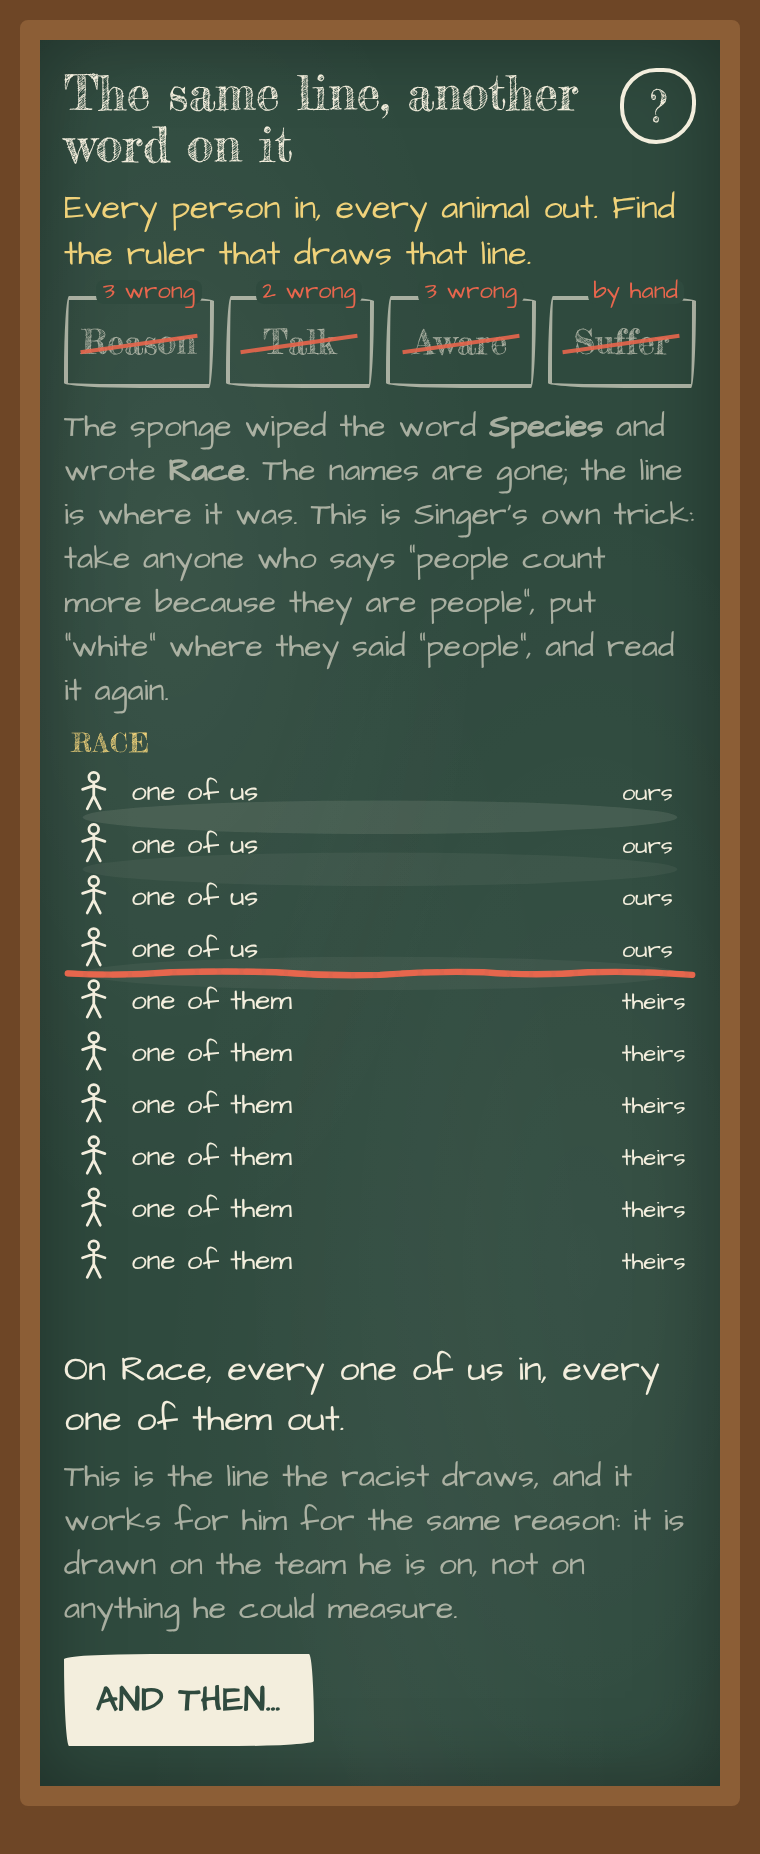 The same line, another
word on it
?
Every person in, every animal out. Find
the ruler that draws that line.
3 wrong
2 wrong
3 wrong
by hand
Reason
Talk
Aware
Suffer
The sponge wiped the word Species and
wrote Race. The names are gone; the line
is where it was. This is Singer's own trick:
take anyone who says "people count
more because they are people", put
"white" where they said "people", and read
it again.
RACE
one of us ours
one of us ours
one of us ours
one of us ours
one of them theirs
one of them theirs
one of them theirs
one of them theirs
one of them theirs
one of them theirs
On Race, every one of us in, every
one of them out.
This is the line the racist draws, and it
works for him for the same reason: it is
drawn on the team he is on, not on
anything he could measure.
AND THEN...